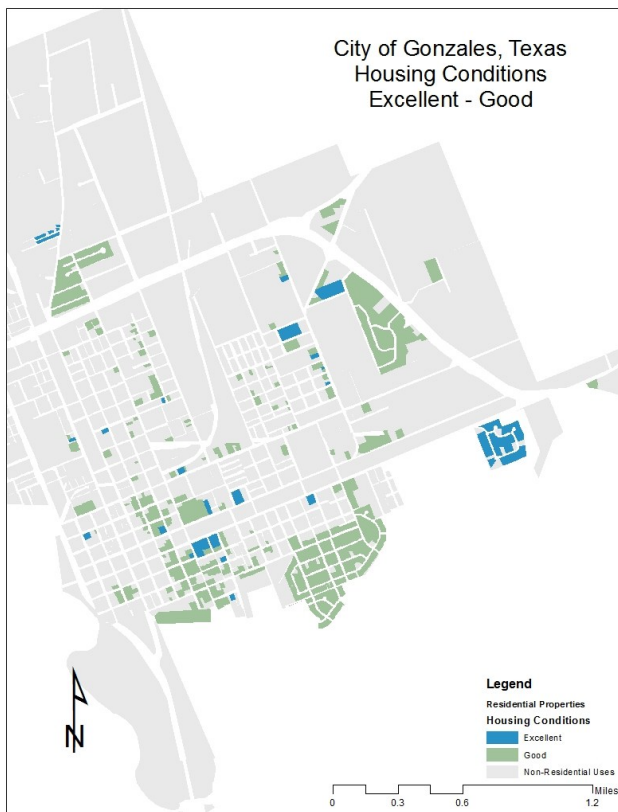 City of Gonzales, Texas
Housing Conditions
Excellent - Good
N
Legend
Residential Properties
Housing Conditions
Excellent
Good
Non-Residential Uses
Miles
0 0.3 0.6 1.2